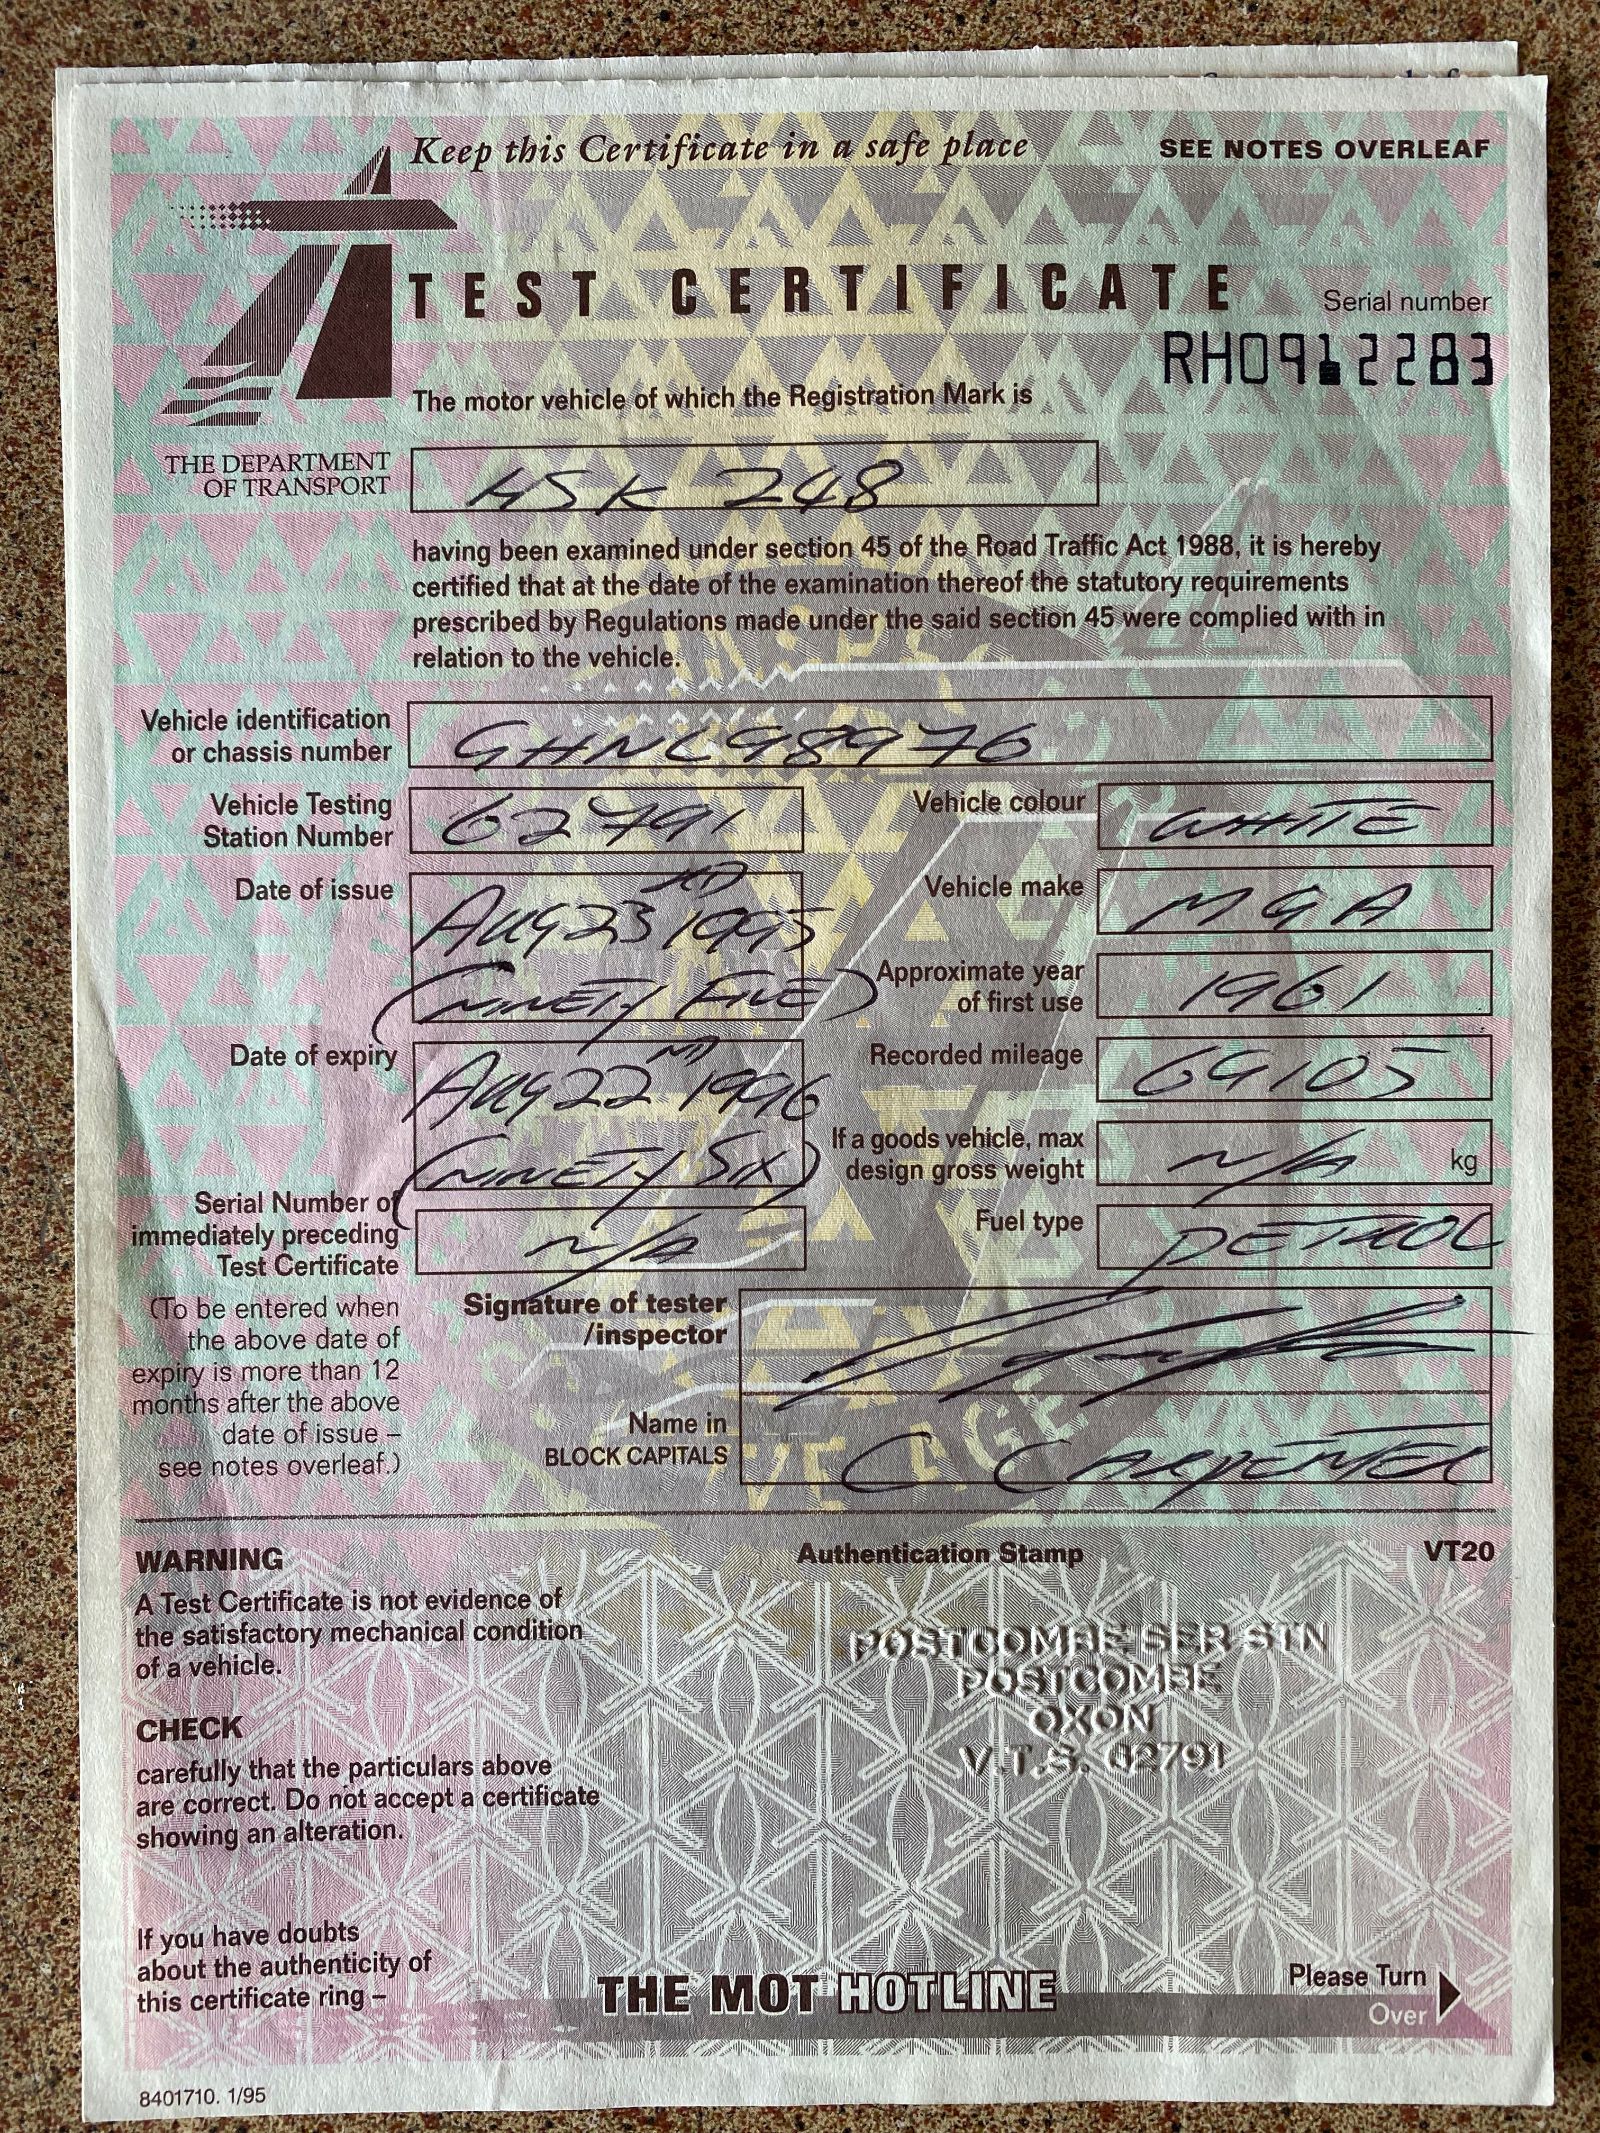 Keep this Certificate in a safe place
SEE NOTES OVERLEAF
TEST CERTIFICATE
Serial number
RH0912283
The motor vehicle of which the Registration Mark is
THE DEPARTMENT
OF TRANSPORT
HSK 248
having been examined under section 45 of the Road Traffic Act 1988, it is hereby
certified that at the date of the examination thereof the statutory requirements
prescribed by Regulations made under the said section 45 were complied with in
relation to the vehicle.
Vehicle identification
or chassis number
GHNL98976
Vehicle Testing
Station Number
62791
Vehicle colour
WHITE
Date of issue
Aug 23 RD 1995
(NINETY FIVE)
Vehicle make
MGA
Approximate year
of first use
1961
Date of expiry
Aug 22 ND 1996
(NINETY SIX)
Recorded mileage
69105
If a goods vehicle, max
design gross weight
N/A
kg
Serial Number of
immediately preceding
Test Certificate
N/A
Fuel type
PETROL
(To be entered when
the above date of
expiry is more than 12
months after the above
date of issue –
see notes overleaf.)
Signature of tester
/inspector
Name in
BLOCK CAPITALS
C CARPENTER
WARNING
A Test Certificate is not evidence of
the satisfactory mechanical condition
of a vehicle.
Authentication Stamp
VT20
POSTCOMBE SER STN
POSTCOMBE
OXON
V.T.S. 62791
CHECK
carefully that the particulars above
are correct. Do not accept a certificate
showing an alteration.
If you have doubts
about the authenticity of
this certificate ring –
THE MOT HOTLINE
Please Turn
Over
8401710. 1/95